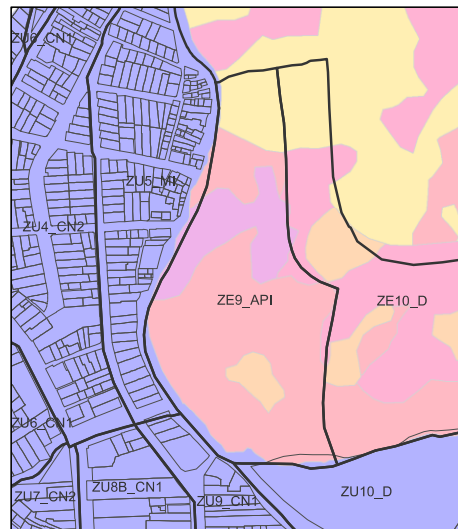 ZU6_CN1
ZU5_MK
ZU4_CN2
ZE9_API
ZE10_D
ZU6_CN1
ZU8B_CN1
ZU10_D
ZU7_CN2
ZU9_CN1